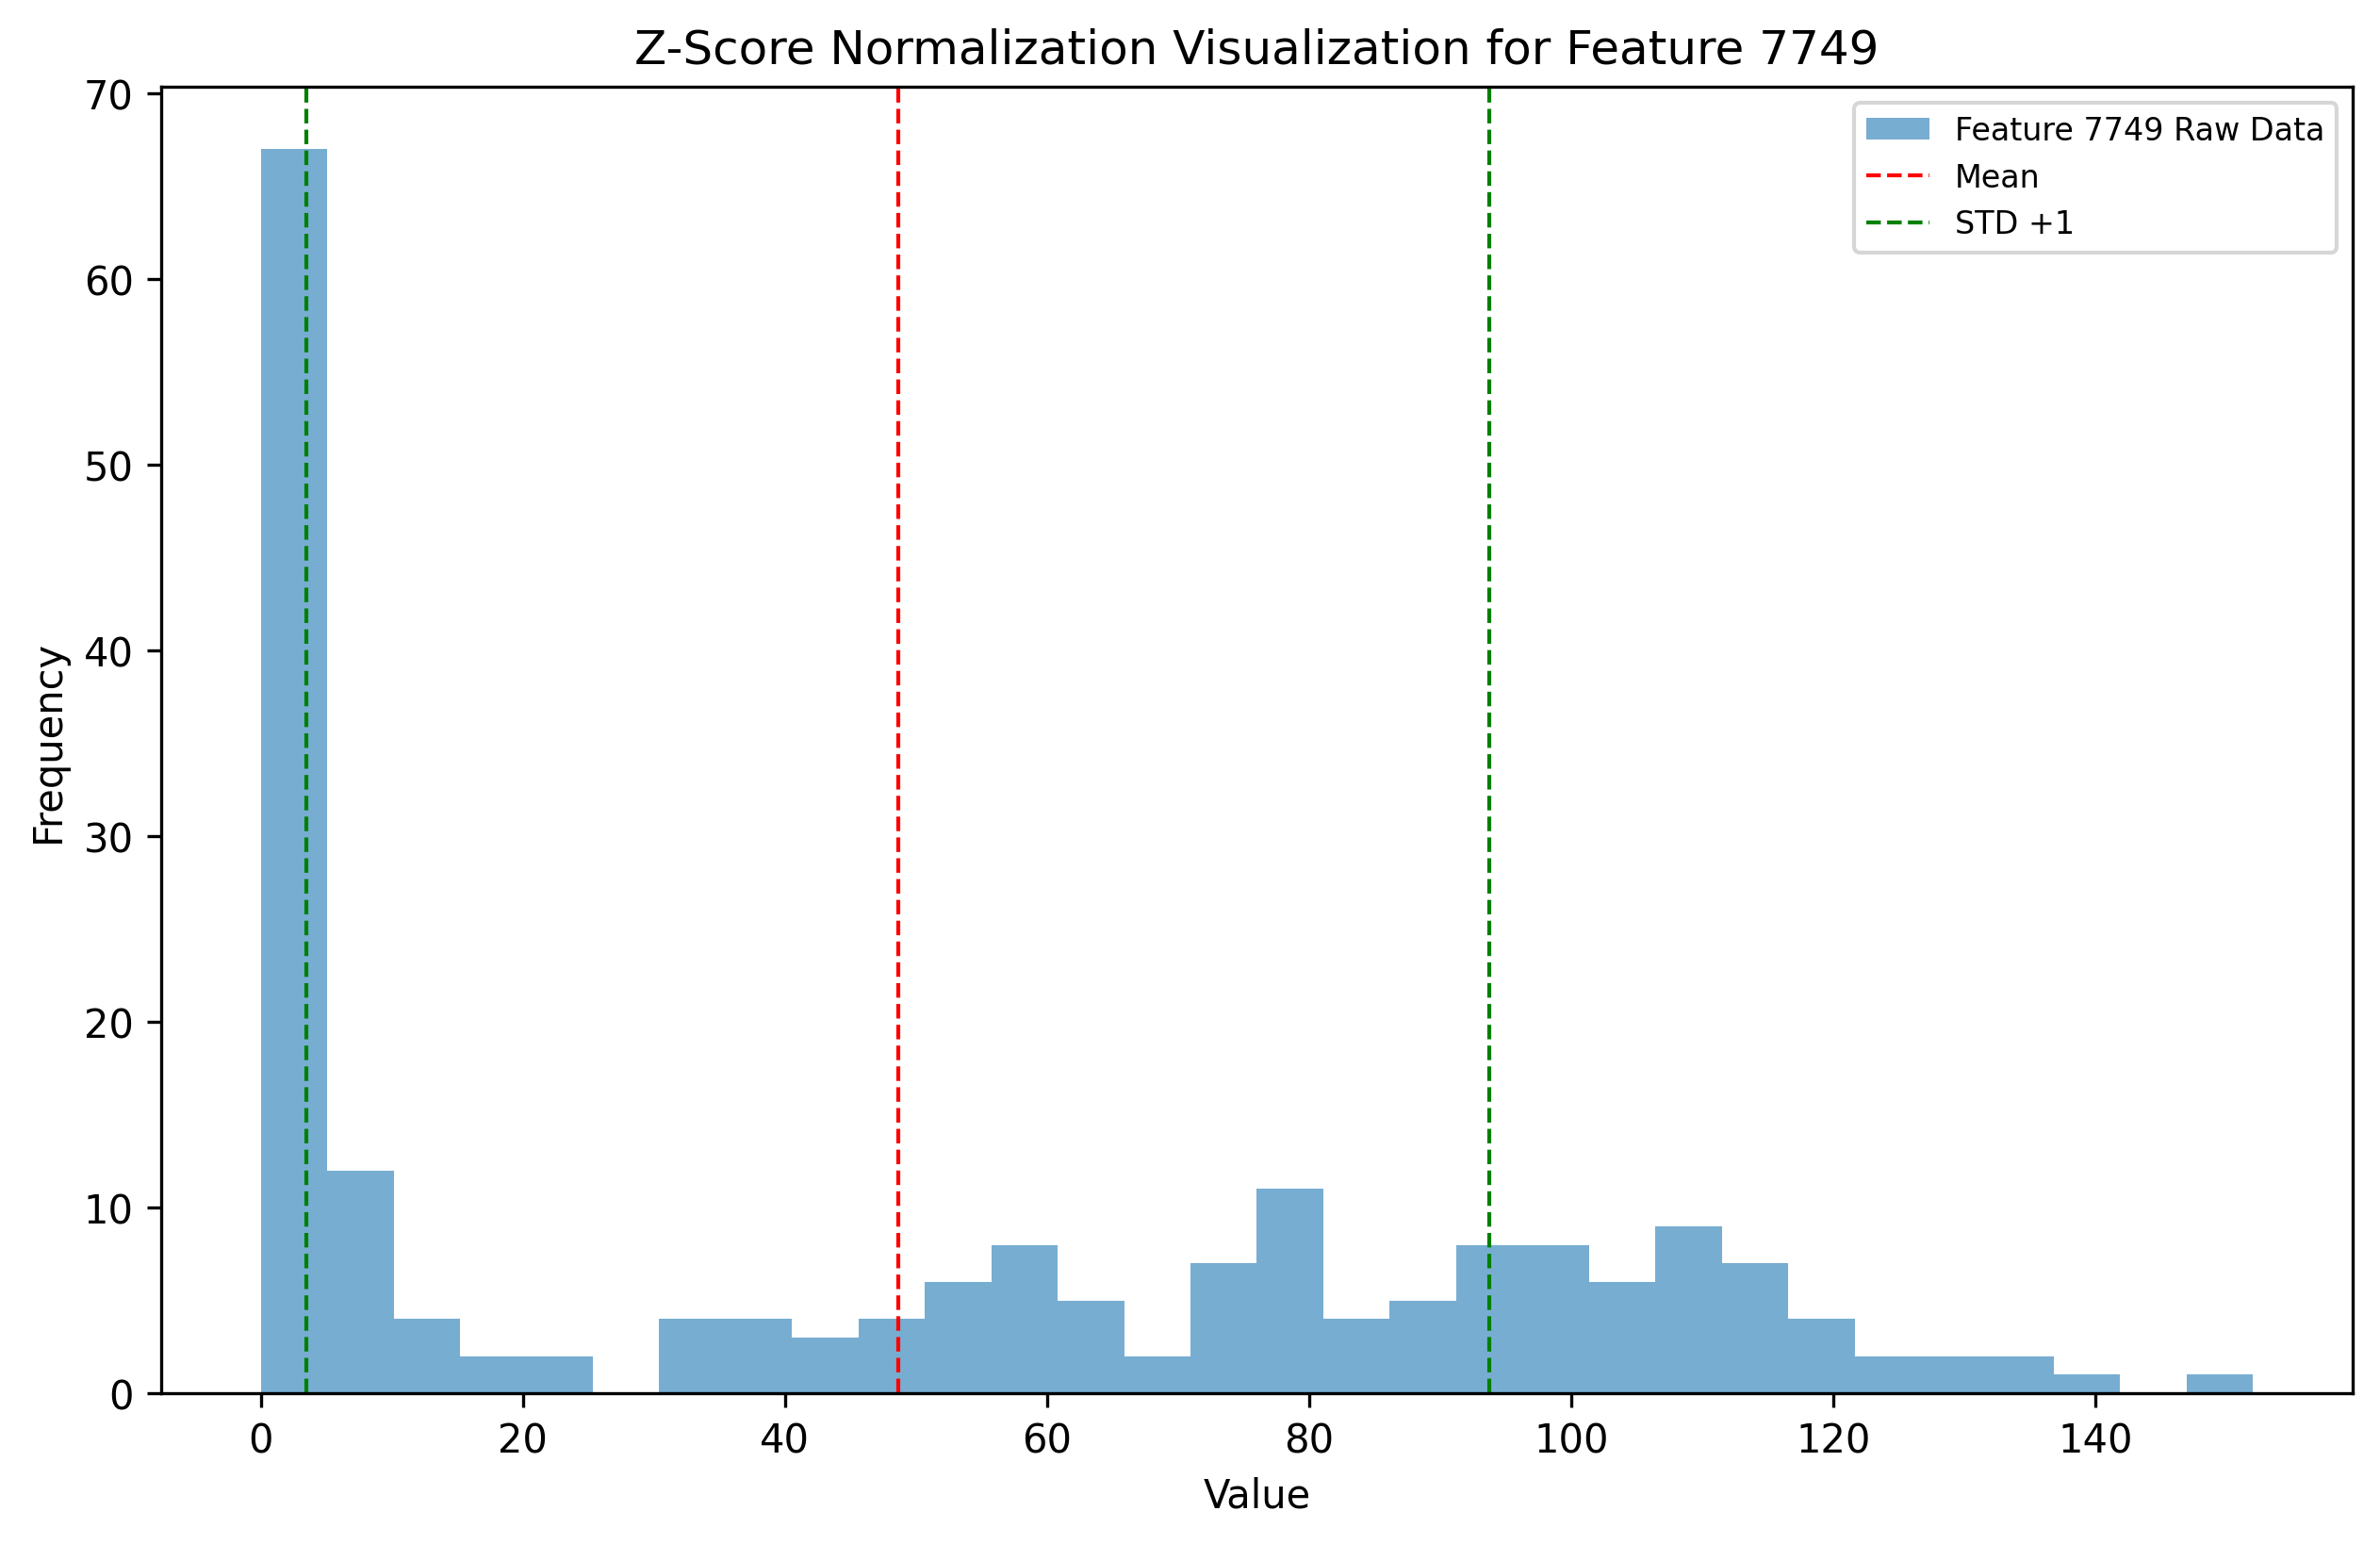 Z-Score Normalization Visualization for Feature 7749
Feature 7749 Raw Data
Mean
STD +1
70
60
50
40
30
20
10
0
Frequency
0 20 40 60 80 100 120 140
Value